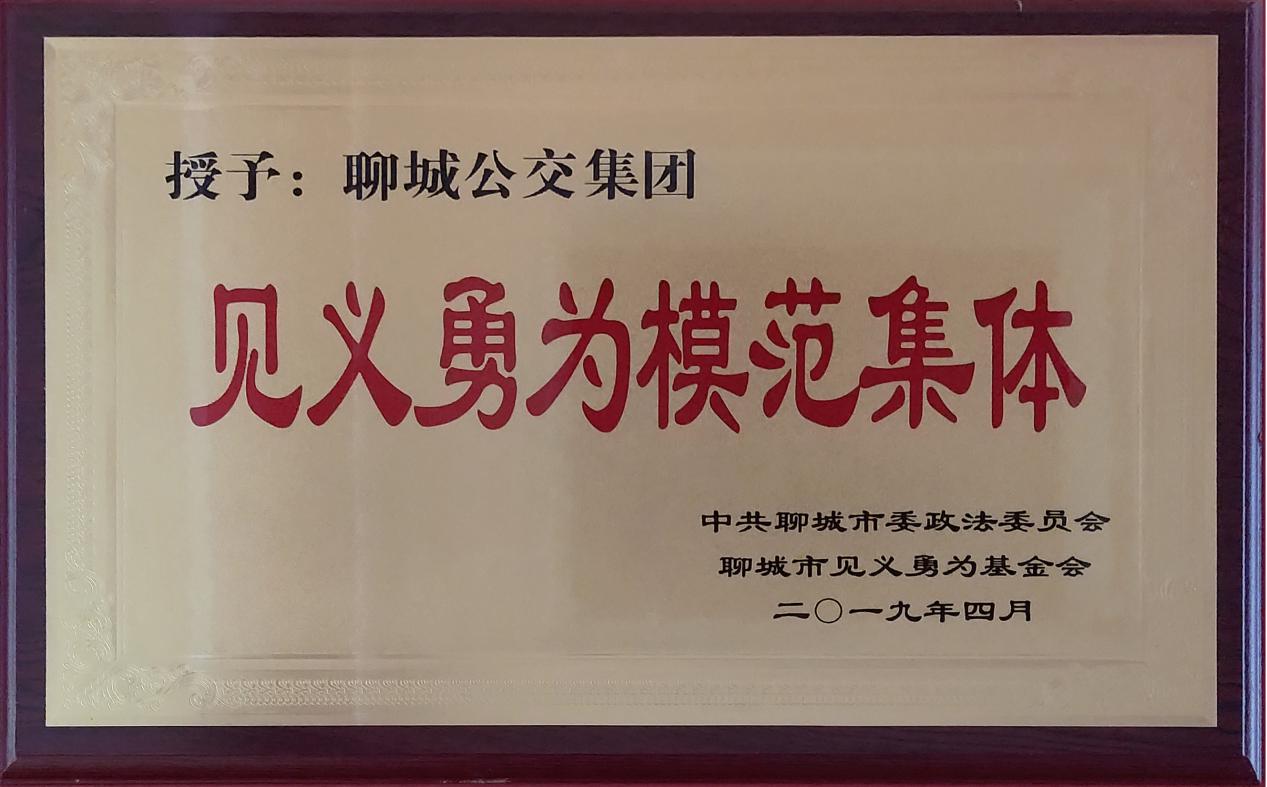 授予：聊城公交集团
见义勇为模范集体
中共聊城市委政法委员会
聊城市见义勇为基金会
二〇一九年四月